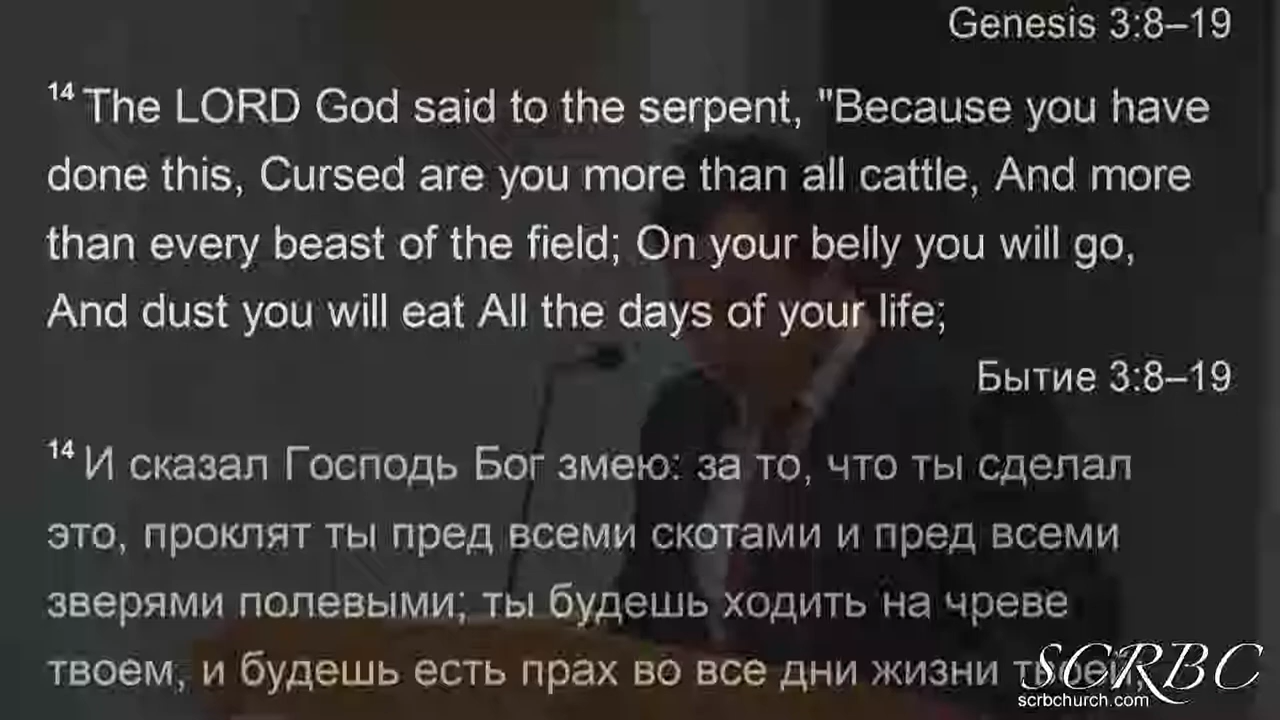 Genesis 3:8–19
14 The LORD God said to the serpent, "Because you have
done this, Cursed are you more than all cattle, And more
than every beast of the field; On your belly you will go,
And dust you will eat All the days of your life;
Бытие 3:8–19
14 И сказал Господь Бог змею: за то, что ты сделал
это, проклят ты пред всеми скотами и пред всеми
зверями полевыми; ты будешь ходить на чреве
твоем, и будешь есть прах во все дни жизни твоей;
SCRBC
scrbchurch.com